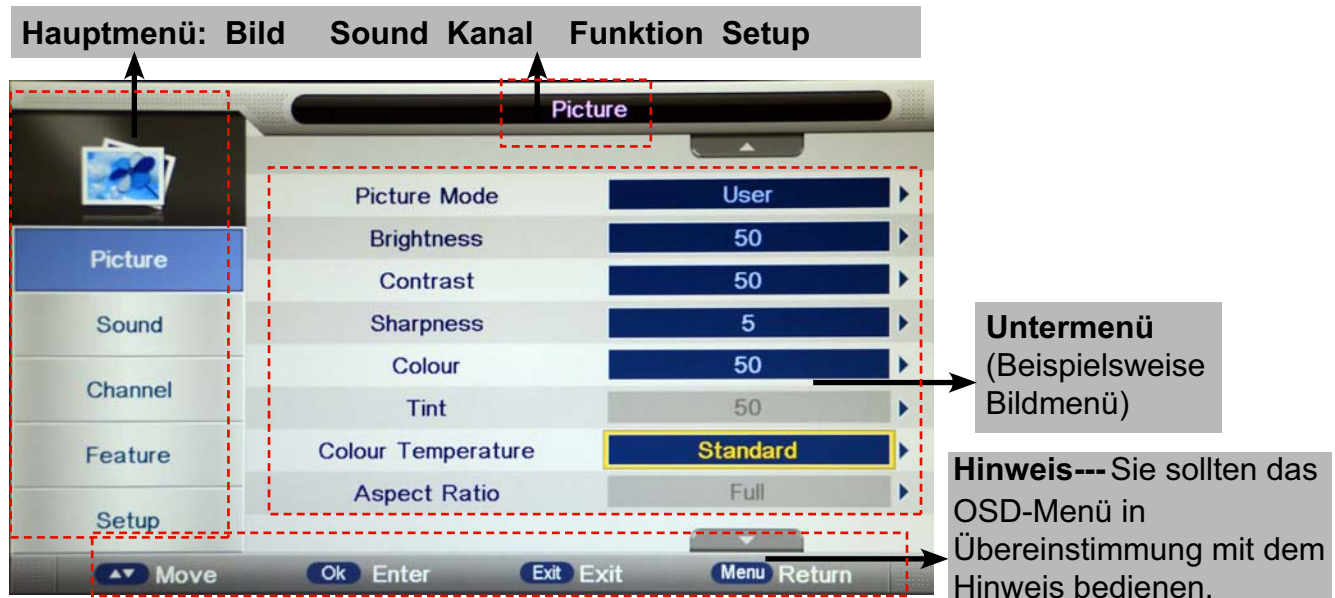 Hauptmenü: Bild Sound Kanal Funktion Setup
Picture
Picture Mode User
Brightness 50
Picture
Contrast 50
Sound
Sharpness 5
Colour 50
Channel
Tint 50
Feature
Colour Temperature Standard
Aspect Ratio Full
Setup
Move Ok Enter Exit Exit Menu Return
Untermenü
(Beispielsweise
Bildmenü)
Hinweis--- Sie sollten das
OSD-Menü in
Übereinstimmung mit dem
Hinweis bedienen.